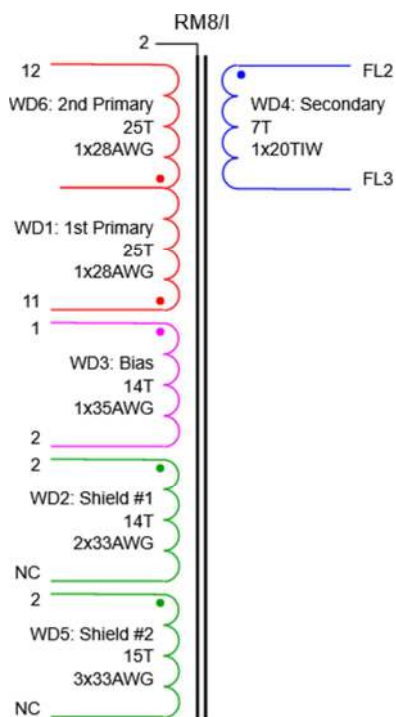 RM8/I
2
12
WD6: 2nd Primary
25T
1x28AWG
FL2
WD4: Secondary
7T
1x20TIW
FL3
WD1: 1st Primary
25T
1x28AWG
11
1
WD3: Bias
14T
1x35AWG
2
2
WD2: Shield #1
14T
2x33AWG
NC
2
WD5: Shield #2
15T
3x33AWG
NC